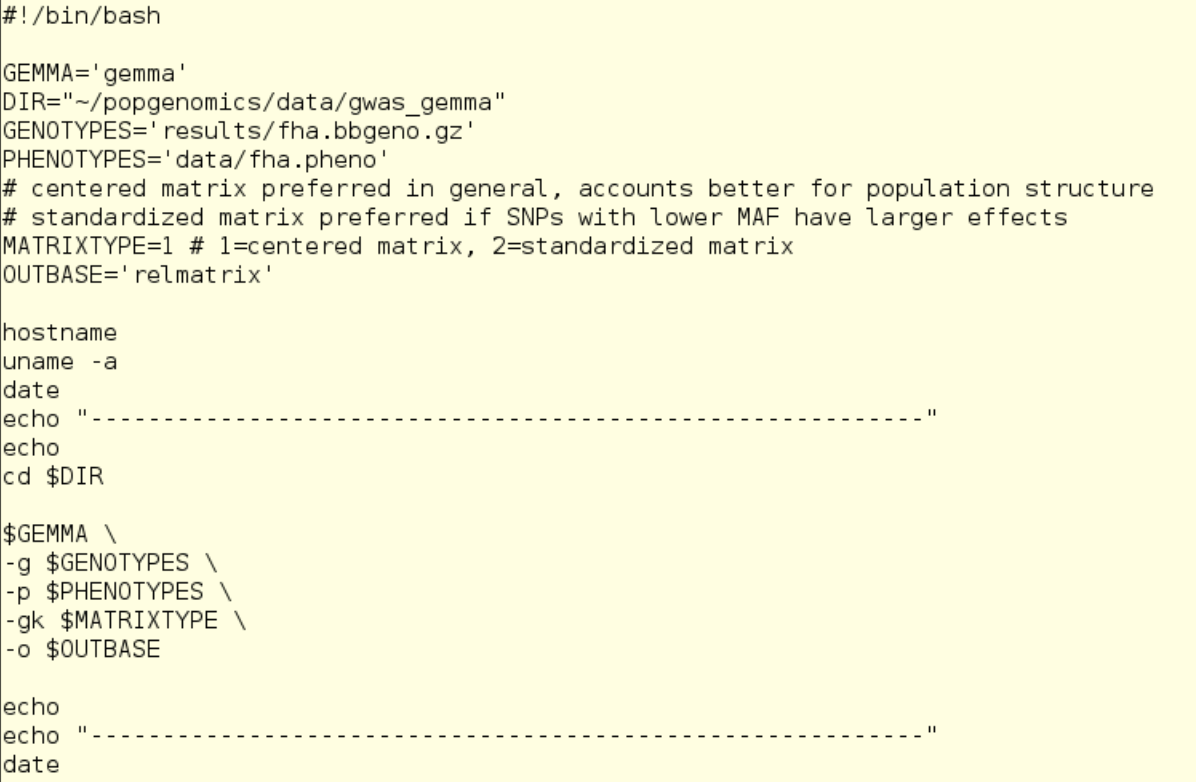 #!/bin/bash
GEMMA='gemma'
DIR="~/popgenomics/data/gwas_gemma"
GENOTYPES='results/fha.bbgeno.gz'
PHENOTYPES='data/fha.pheno'
# centered matrix preferred in general, accounts better for population structure
# standardized matrix preferred if SNPs with lower MAF have larger effects
MATRIXTYPE=1 # 1=centered matrix, 2=standardized matrix
OUTBASE='relmatrix'
hostname
uname -a
date
echo "----------------------------------------------------------"
echo
cd $DIR
$GEMMA \
-g $GENOTYPES \
-p $PHENOTYPES \
-gk $MATRIXTYPE \
-o $OUTBASE
echo
echo "----------------------------------------------------------"
date